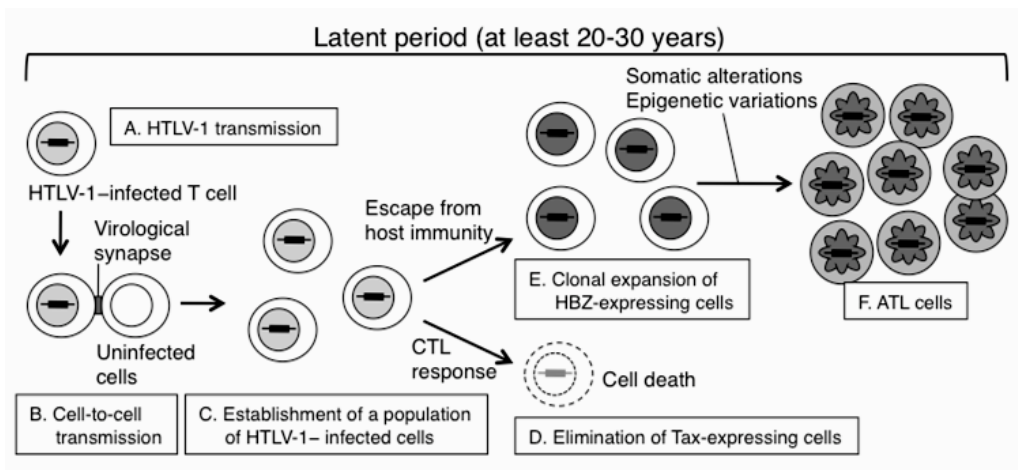 Latent period (at least 20-30 years)
A. HTLV-1 transmission
HTLV-1–infected T cell
Virological
synapse
Uninfected
cells
B. Cell-to-cell
transmission
C. Establishment of a population
of HTLV-1– infected cells
Escape from
host immunity
CTL
response
Somatic alterations
Epigenetic variations
E. Clonal expansion of
HBZ-expressing cells
Cell death
D. Elimination of Tax-expressing cells
F. ATL cells